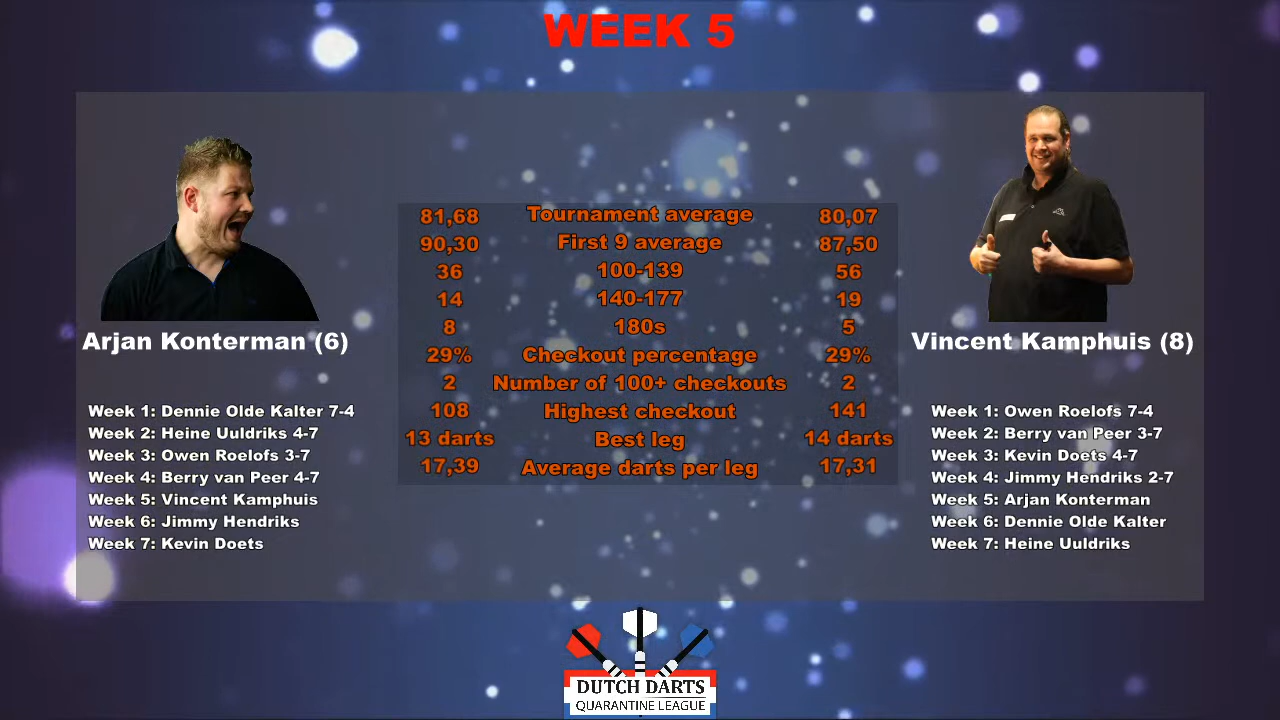 WEEK 5
81,68 Tournament average 80,07
90,30 First 9 average 87,50
36 100-139 56
14 140-177 19
8 180s 5
29% Checkout percentage 29%
2 Number of 100+ checkouts 2
108 Highest checkout 141
13 darts Best leg 14 darts
17,39 Average darts per leg 17,31
Arjan Konterman (6)
Week 1: Dennie Olde Kalter 7-4
Week 2: Heine Uuldriks 4-7
Week 3: Owen Roelofs 3-7
Week 4: Berry van Peer 4-7
Week 5: Vincent Kamphuis
Week 6: Jimmy Hendriks
Week 7: Kevin Doets
Vincent Kamphuis (8)
Week 1: Owen Roelofs 7-4
Week 2: Berry van Peer 3-7
Week 3: Kevin Doets 4-7
Week 4: Jimmy Hendriks 2-7
Week 5: Arjan Konterman
Week 6: Dennie Olde Kalter
Week 7: Heine Uuldriks
DUTCH DARTS
QUARANTINE LEAGUE